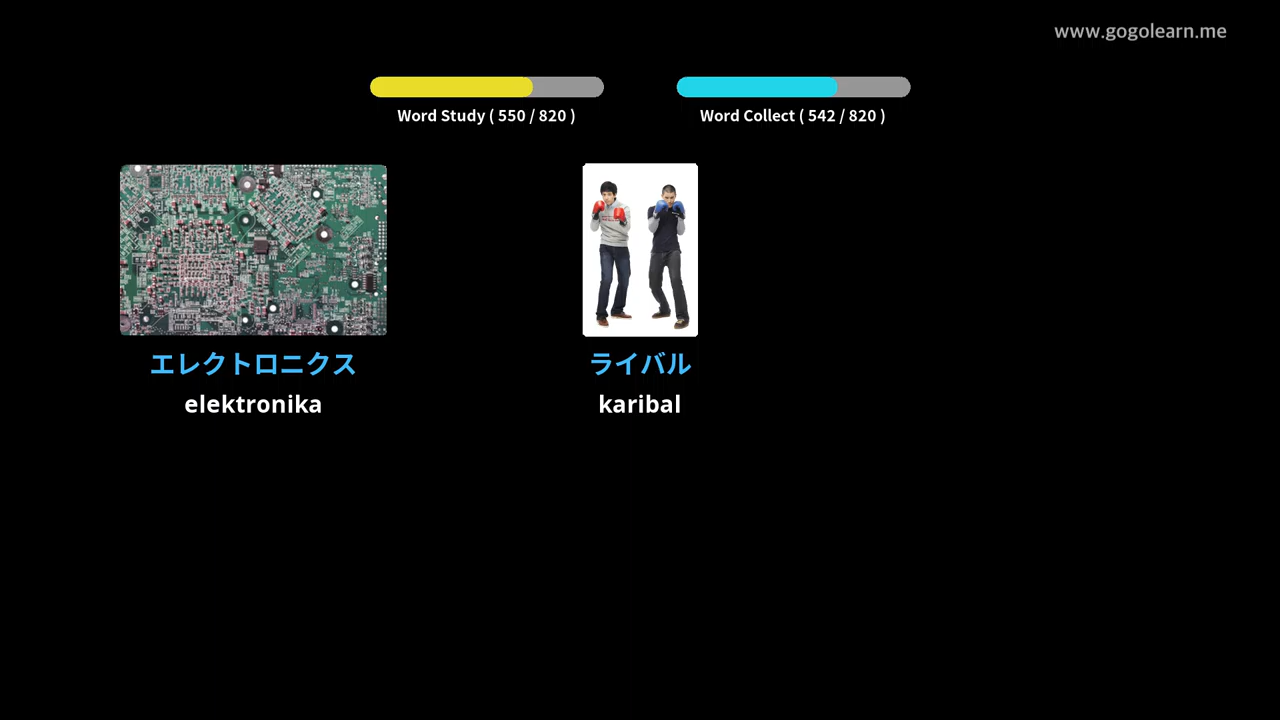 www.gogolearn.me
Word Study ( 550 / 820 )
Word Collect ( 542 / 820 )
エレクトロニクス
elektronika
ライバル
karibal